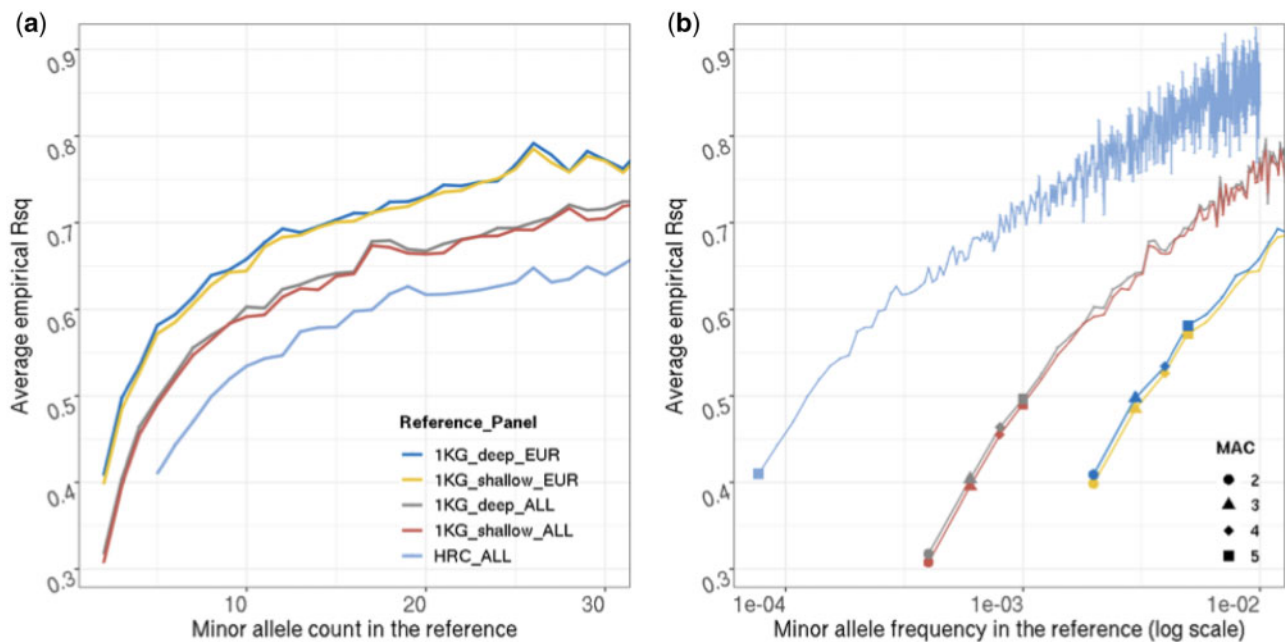 (a)
0.9
0.8
0.7
0.6
0.5
0.4
0.3
Average empirical Rsq
10
20
30
Minor allele count in the reference
Reference_Panel
1KG_deep_EUR
1KG_shallow_EUR
1KG_deep_ALL
1KG_shallow_ALL
HRC_ALL
(b)
0.9
0.8
0.7
0.6
0.5
0.4
0.3
Average empirical Rsq
1e-04
1e-03
1e-02
Minor allele frequency in the reference (log scale)
MAC
2
3
4
5